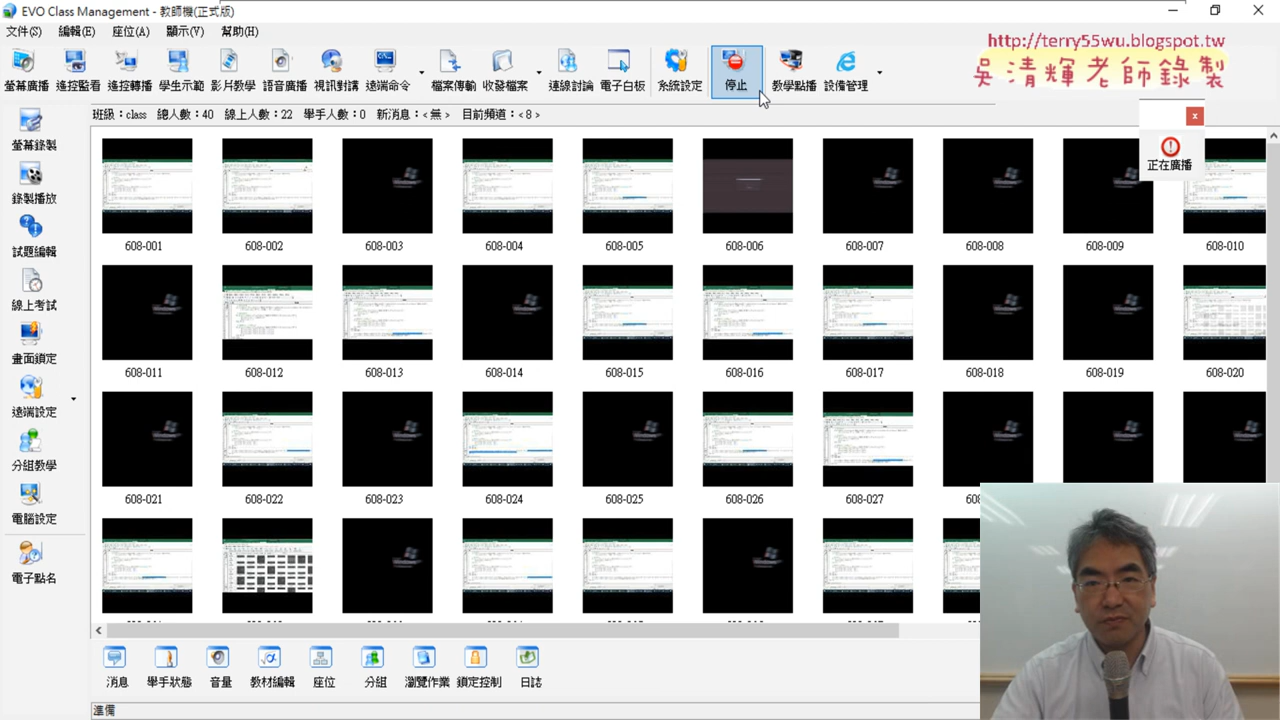 EVO Class Management - 教師機(正式版)
文件(S) 編輯(E) 座位(A) 顯示(V) 幫助(H)
http://terry55wu.blogspot.tw
吳清輝老師錄製
螢幕廣播 遙控監看 遙控轉播 學生示範 影片教學 語音廣播 視訊對講 遠端命令 檔案傳輸 收發檔案 連線討論 電子白板 系統設定 停止 教學點播 設備管理
班級：class 總人數：40 線上人數：22 舉手人數：0 新消息：< 無 > 目前頻道：< 8 >
正在廣播
螢幕錄製
錄製播放
試題編輯
線上考試
畫面鎖定
遠端設定
分組教學
電腦設定
電子點名
608-001 608-002 608-003 608-004 608-005 608-006 608-007 608-008 608-009 608-010
608-011 608-012 608-013 608-014 608-015 608-016 608-017 608-018 608-019 608-020
608-021 608-022 608-023 608-024 608-025 608-026 608-027
消息 舉手狀態 音量 教材編輯 座位 分組 瀏覽作業 鎖定控制 日誌
準備